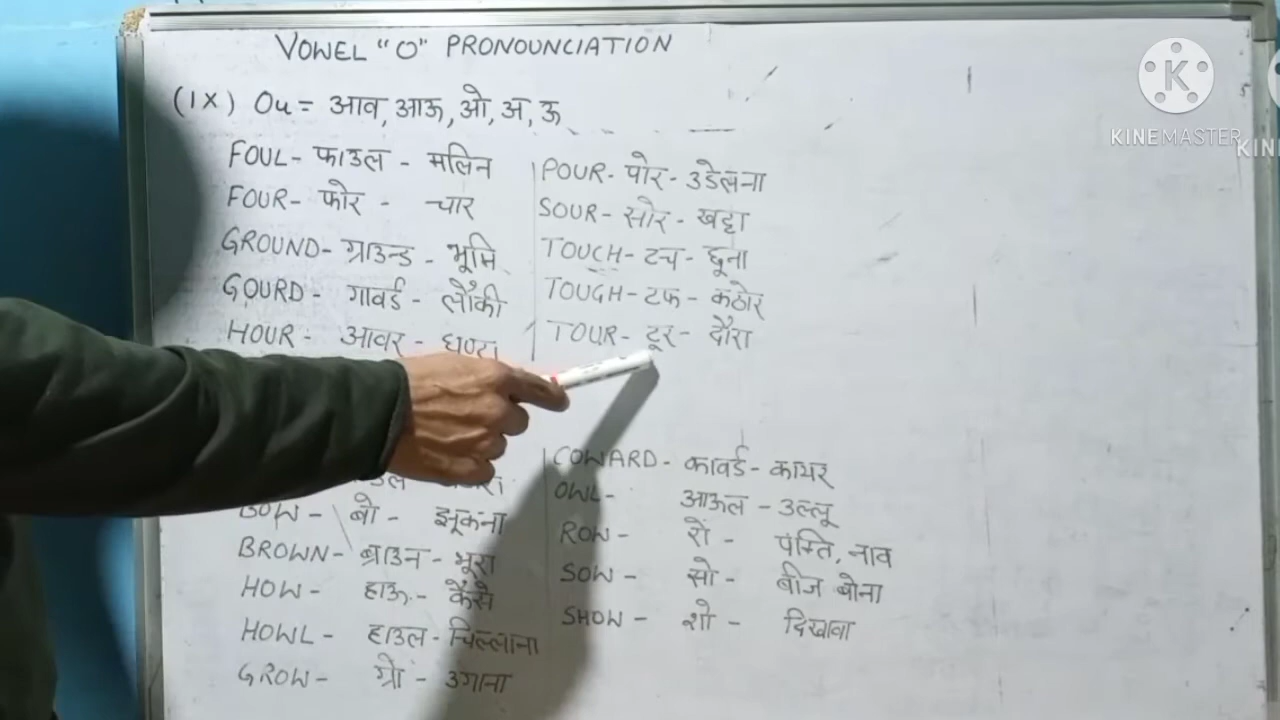 VOWEL "O" PRONOUNCIATION
(IX) Ou = आव, आऊ, ओ, अ, ऊ
FOUL - फाउल - मलिन
FOUR - फोर - चार
GROUND - ग्राउन्ड - भूमि
GOURD - गावर्ड - लौकी
HOUR - आवर - घण्टा
POUR - पोर - उडेलना
SOUR - सोर - खट्टा
TOUCH - टच - छूना
TOUGH - टफ - कठोर
TOUR - टूर - दौरा
BOW - बो - झूकना
BROWN - ब्राउन - भूरा
HOW - हाऊ - कैसे
HOWL - हाउल - चिल्लाना
GROW - ग्रो - उगाना
COWARD - कावर्ड - कायर
OWL - आऊल - उल्लू
ROW - रो - पंग्ति, नाव
SOW - सो - बीज बोना
SHOW - शो - दिखावा
K
KINEMASTER
KIN